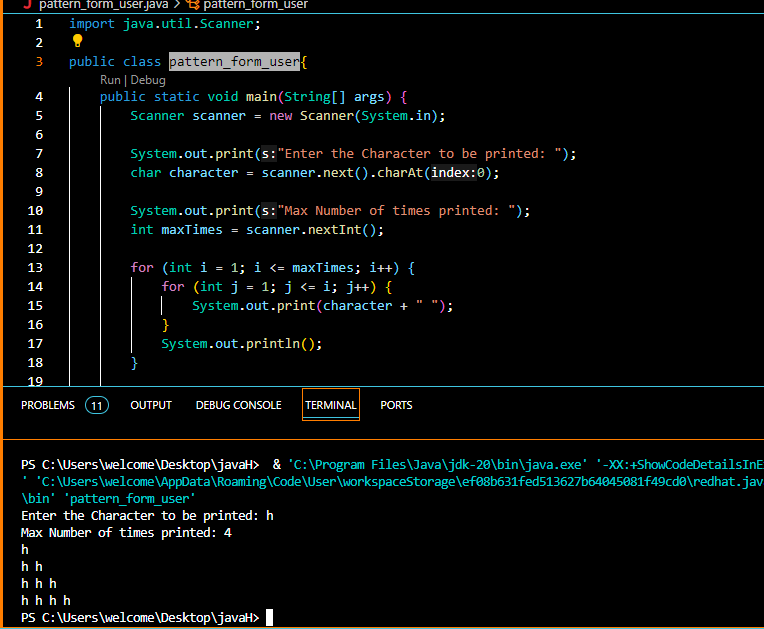 pattern_form_user.java > pattern_form_user
1 import java.util.Scanner;
2
3 public class pattern_form_user{
Run | Debug
4 public static void main(String[] args) {
5 Scanner scanner = new Scanner(System.in);
6
7 System.out.print(s:"Enter the Character to be printed: ");
8 char character = scanner.next().charAt(index:0);
9
10 System.out.print(s:"Max Number of times printed: ");
11 int maxTimes = scanner.nextInt();
12
13 for (int i = 1; i <= maxTimes; i++) {
14 for (int j = 1; j <= i; j++) {
15 System.out.print(character + " ");
16 }
17 System.out.println();
18 }
19
PROBLEMS 11 OUTPUT DEBUG CONSOLE TERMINAL PORTS
PS C:\Users\welcome\Desktop\javaH>  & 'C:\Program Files\Java\jdk-20\bin\java.exe' '-XX:+ShowCodeDetailsInE
' 'C:\Users\welcome\AppData\Roaming\Code\User\workspaceStorage\ef08b631fed513627b64045081f49cd0\redhat.jav
\bin' 'pattern_form_user'
Enter the Character to be printed: h
Max Number of times printed: 4
h
h h
h h h
h h h h
PS C:\Users\welcome\Desktop\javaH>